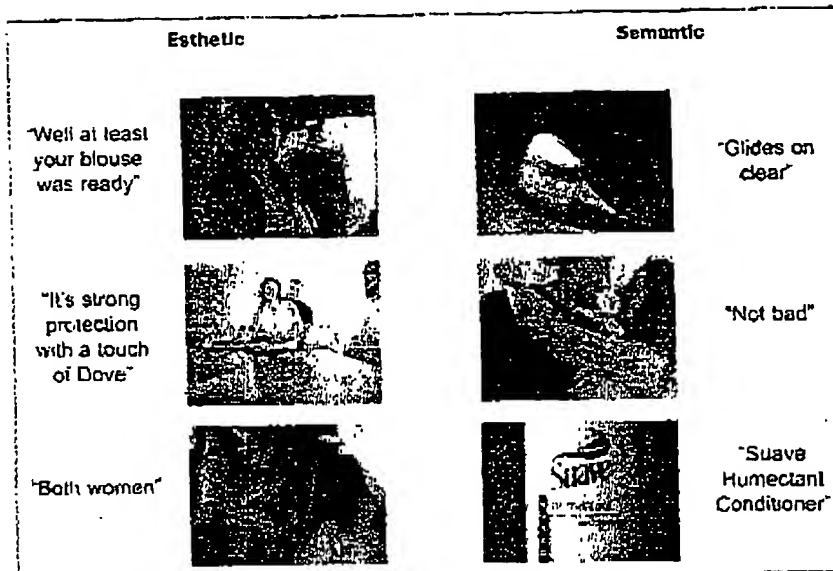 Esthetic
Semantic
"Well at least
your blouse
was ready"
"Glides on
clear"
"It's strong
protection
with a touch
of Dove"
"Not bad"
"Both women"
Suave
"Suave
Humectant
Conditioner"